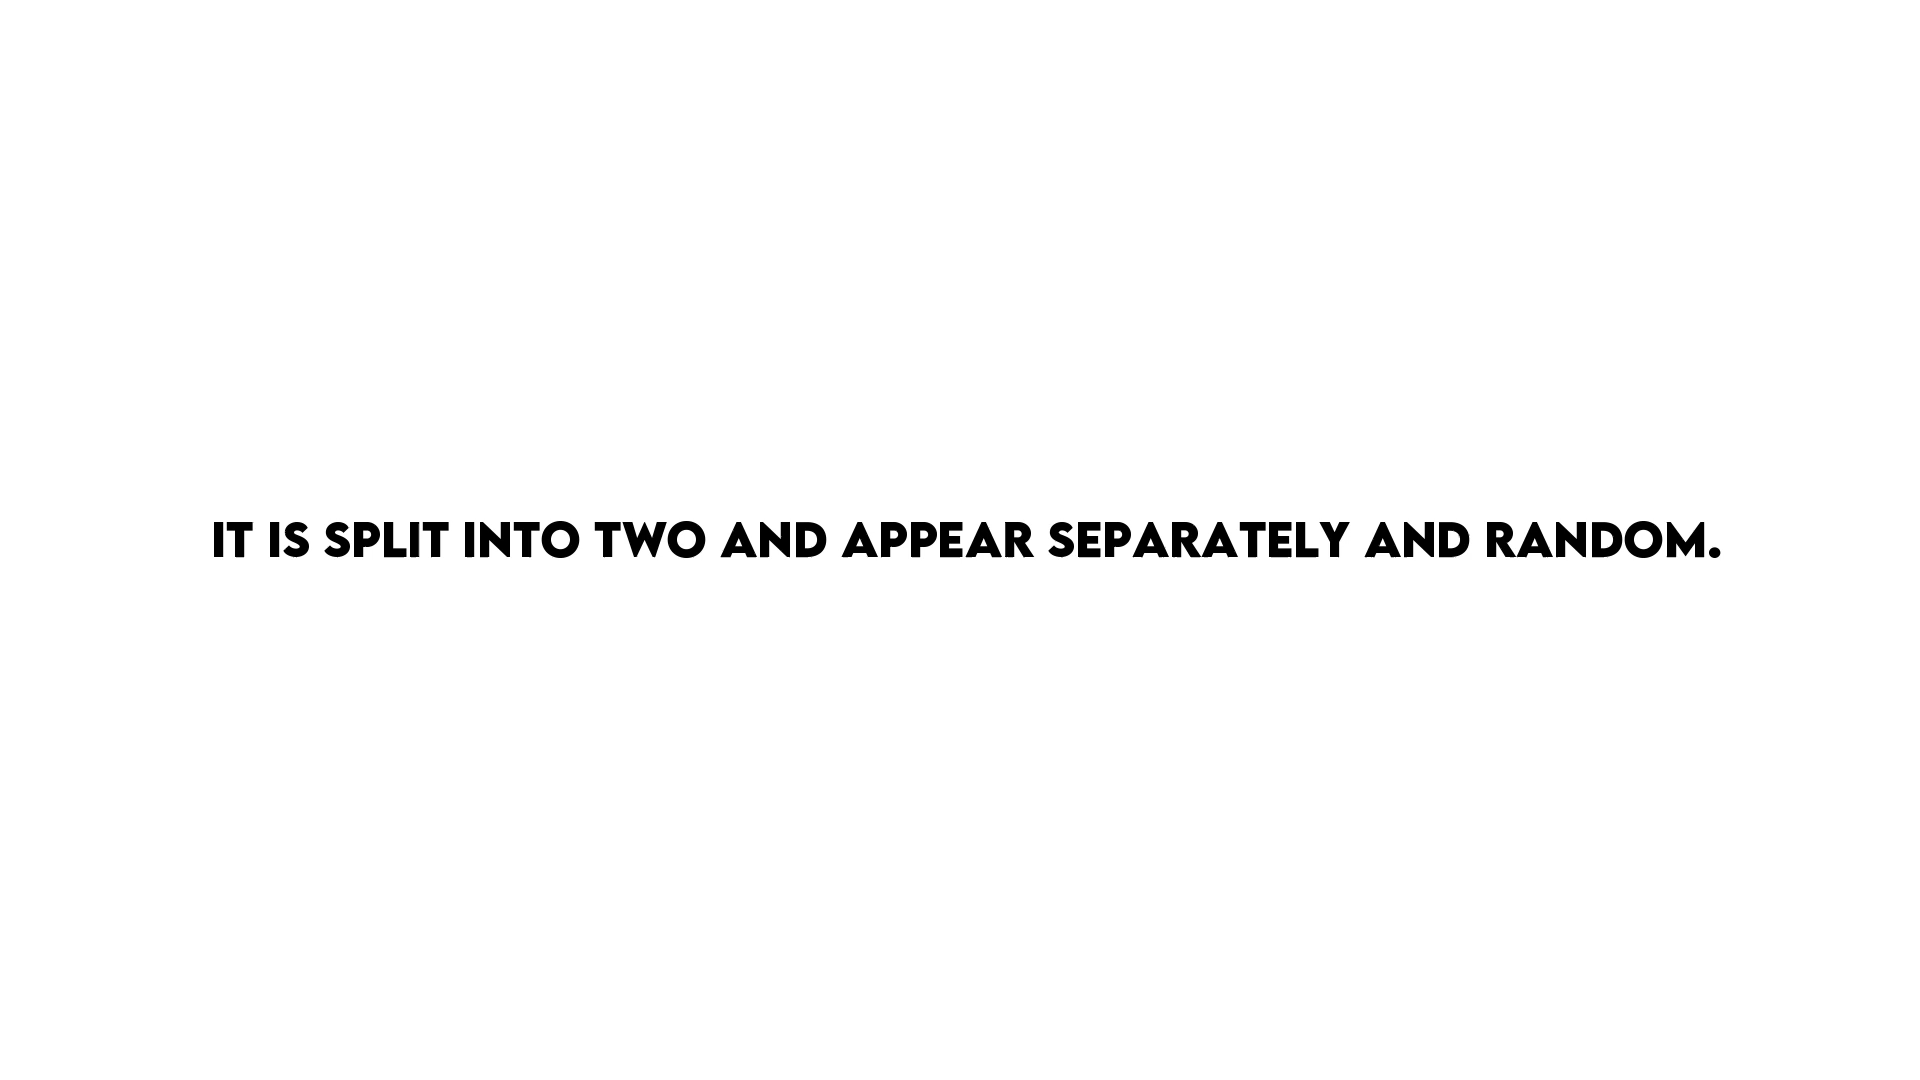 IT IS SPLIT INTO TWO AND APPEAR SEPARATELY AND RANDOM.